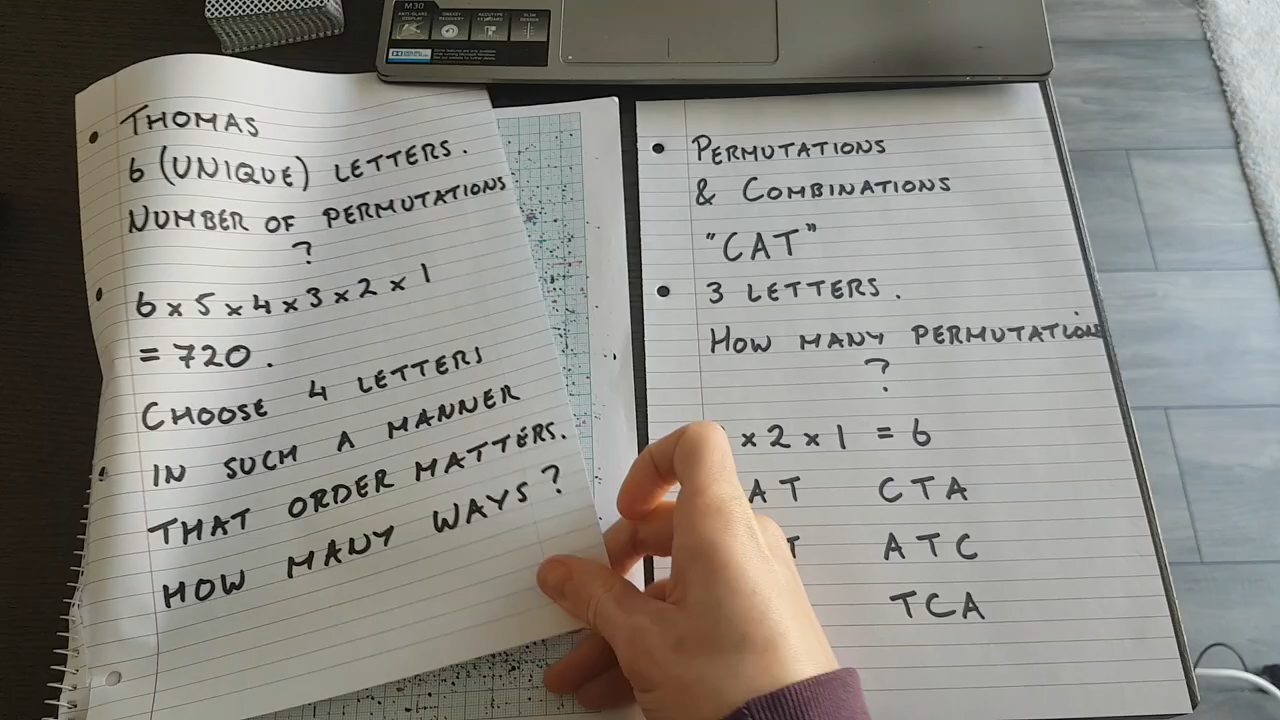 M30
THOMAS
6 (UNIQUE) LETTERS.
NUMBER OF PERMUTATIONS
?
6 x 5 x 4 x 3 x 2 x 1
= 720.
CHOOSE 4 LETTERS
IN SUCH A MANNER
THAT ORDER MATTERS.
HOW MANY WAYS?
PERMUTATIONS
& COMBINATIONS
"CAT"
3 LETTERS.
HOW MANY PERMUTATIONS
?
x 2 x 1 = 6
AT CTA
T ATC
TCA